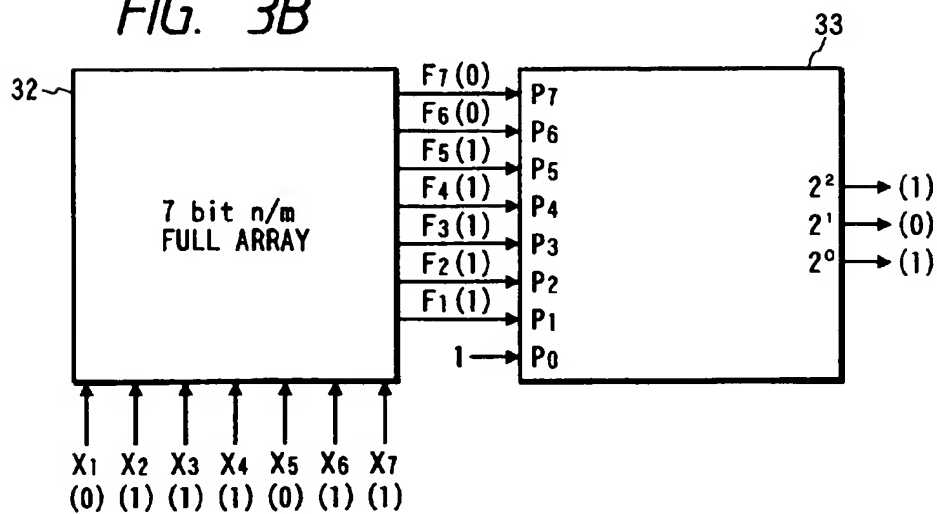 FIG. 3B
32
33
F7(0)
F6(0)
F5(1)
F4(1)
F3(1)
F2(1)
F1(1)
1
7 bit n/m
FULL ARRAY
P7
P6
P5
P4
P3
P2
P1
P0
2² (1)
2¹ (0)
2⁰ (1)
X1 X2 X3 X4 X5 X6 X7
(0) (1) (1) (1) (0) (1) (1)